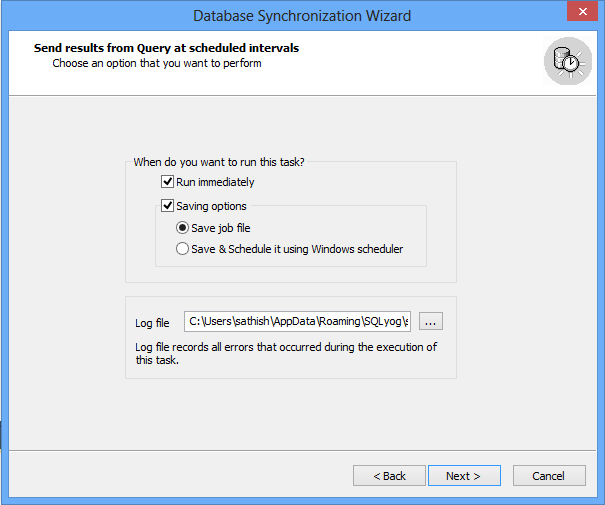 Database Synchronization Wizard
Send results from Query at scheduled intervals
Choose an option that you want to perform
When do you want to run this task?
Run immediately
Saving options
Save job file
Save & Schedule it using Windows scheduler
Log file C:\Users\sathish\AppData\Roaming\SQLyog\ ...
Log file records all errors that occurred during the execution of
this task.
< Back Next > Cancel